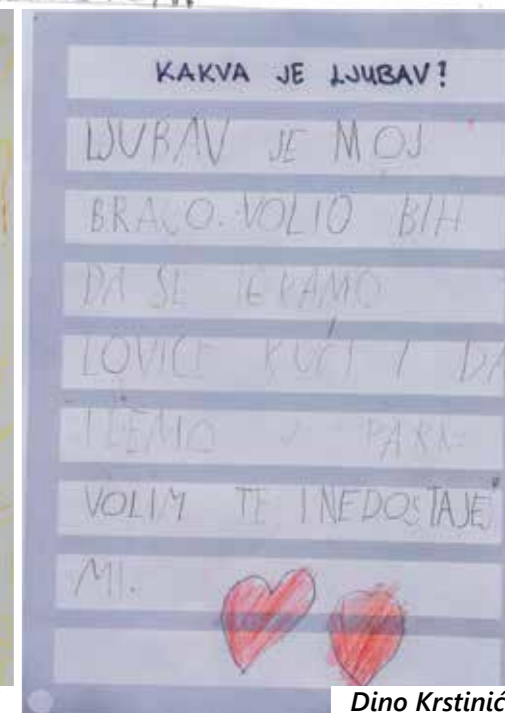 KAKVA JE LJUBAV?
LJUBAV JE MOJ
BRACO. VOLIO BIH
DA SE IGRAMO
LOVICE KUĆI I DA
IDEMO U PARK
VOLIM TE I NEDOSTAJEŠ
MI.
Dino Krstinić